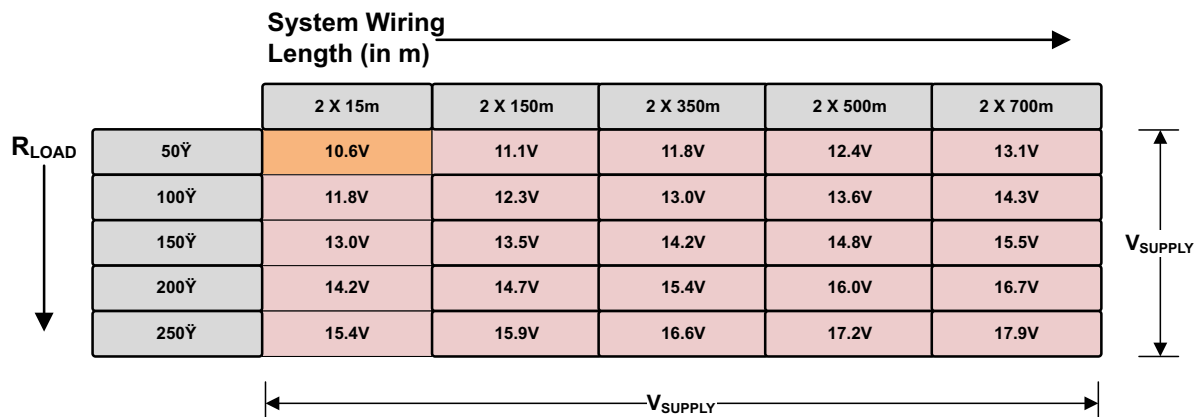 System Wiring
Length (in m)
2 X 15m 2 X 150m 2 X 350m 2 X 500m 2 X 700m
RLOAD 50Ÿ 10.6V 11.1V 11.8V 12.4V 13.1V
100Ÿ 11.8V 12.3V 13.0V 13.6V 14.3V
150Ÿ 13.0V 13.5V 14.2V 14.8V 15.5V VSUPPLY
200Ÿ 14.2V 14.7V 15.4V 16.0V 16.7V
250Ÿ 15.4V 15.9V 16.6V 17.2V 17.9V
VSUPPLY